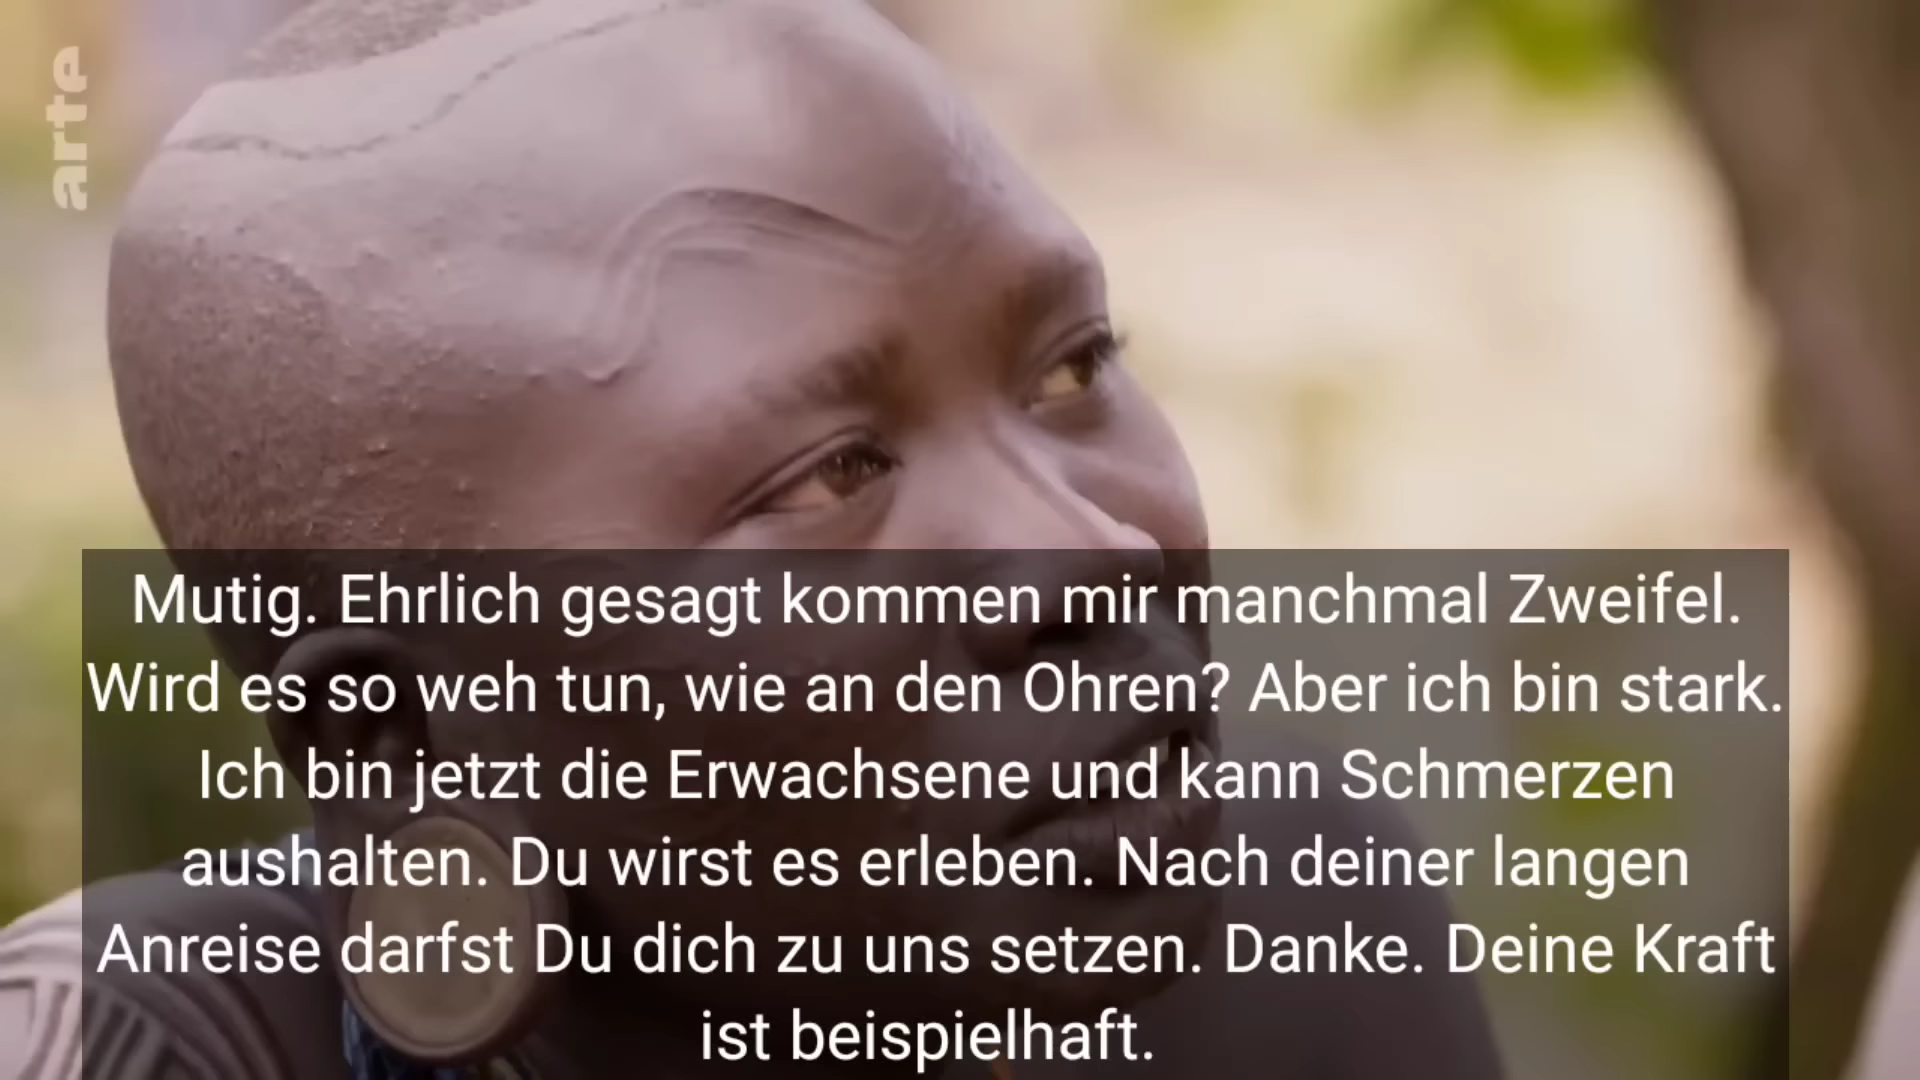 arte
Mutig. Ehrlich gesagt kommen mir manchmal Zweifel.
Wird es so weh tun, wie an den Ohren? Aber ich bin stark.
Ich bin jetzt die Erwachsene und kann Schmerzen
aushalten. Du wirst es erleben. Nach deiner langen
Anreise darfst Du dich zu uns setzen. Danke. Deine Kraft
ist beispielhaft.